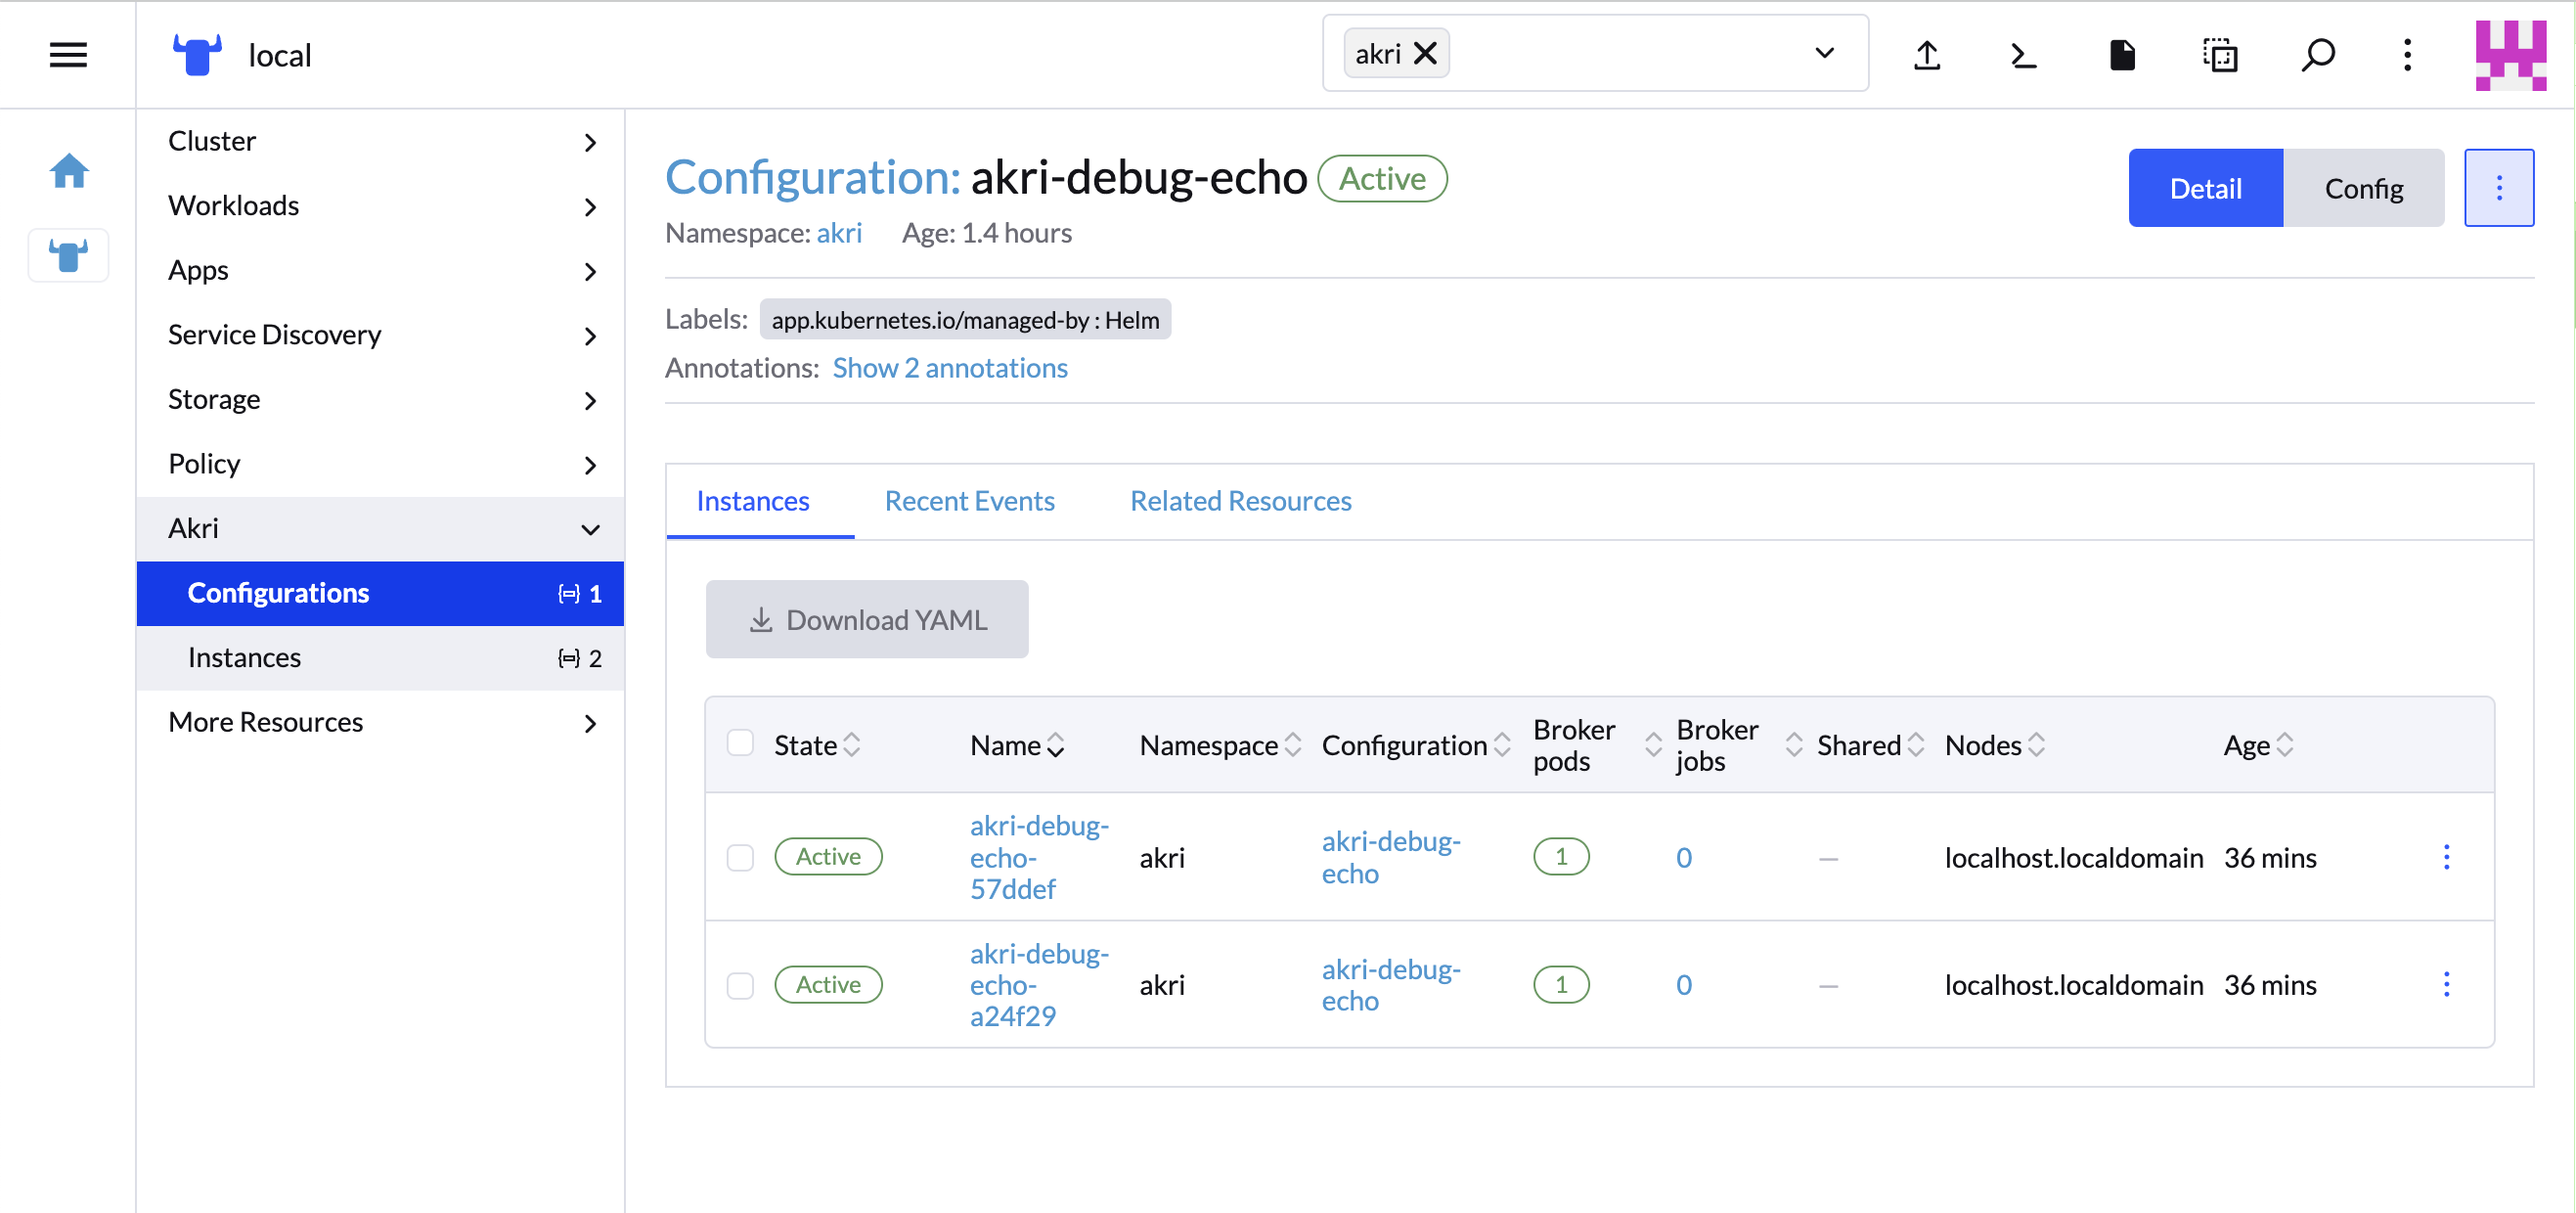 local
akri
Cluster
Workloads
Apps
Service Discovery
Storage
Policy
Akri
Configurations 1
Instances 2
More Resources
Configuration: akri-debug-echo Active
Namespace: akri Age: 1.4 hours
Detail Config
Labels: app.kubernetes.io/managed-by : Helm
Annotations: Show 2 annotations
Instances Recent Events Related Resources
Download YAML
State Name Namespace Configuration Broker pods Broker jobs Shared Nodes Age
Active akri-debug-echo-57ddef akri akri-debug-echo 1 0 — localhost.localdomain 36 mins
Active akri-debug-echo-a24f29 akri akri-debug-echo 1 0 — localhost.localdomain 36 mins